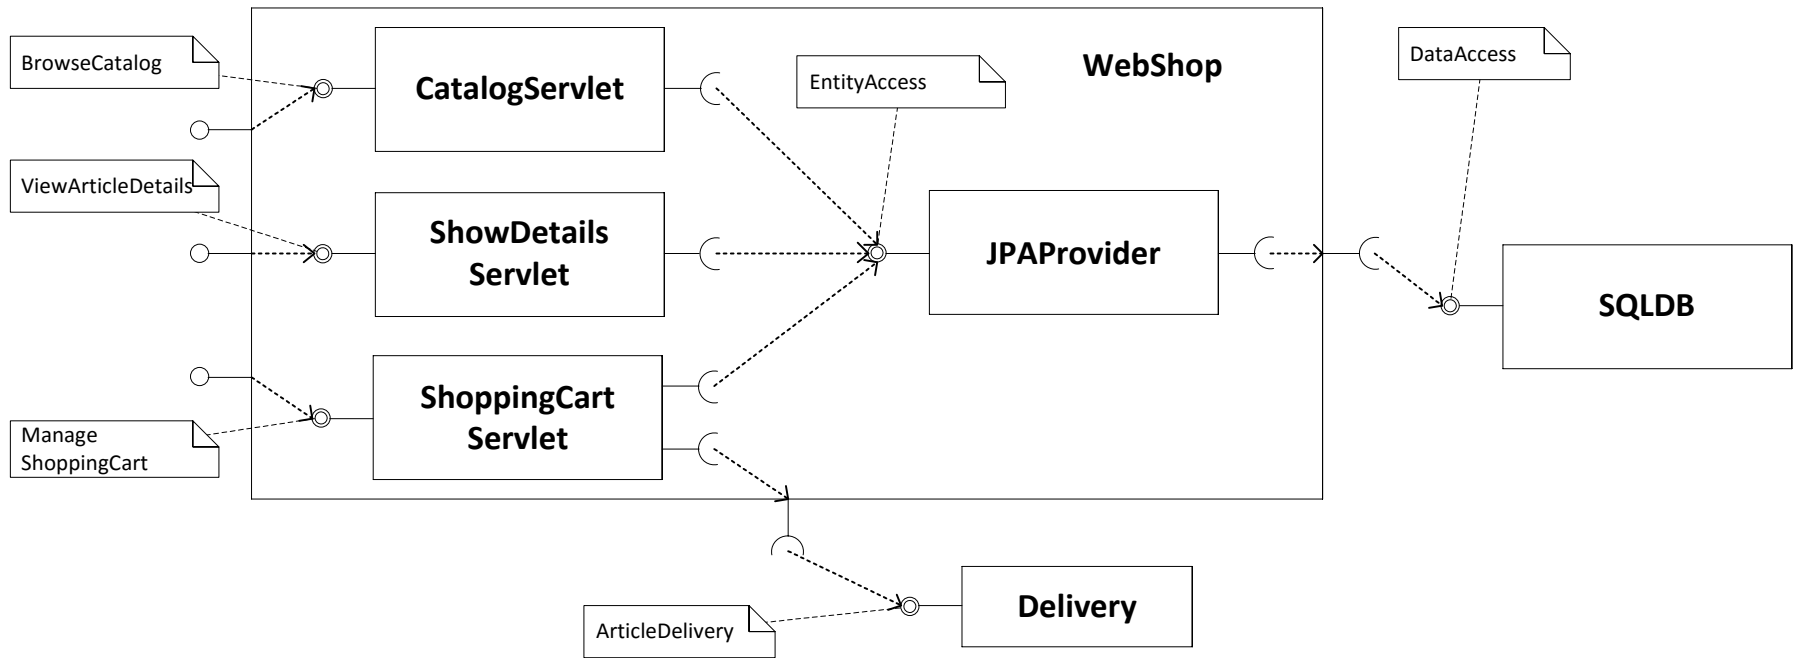 BrowseCatalog
CatalogServlet
EntityAccess
WebShop
DataAccess
ViewArticleDetails
ShowDetails
Servlet
JPAProvider
SQLDB
ShoppingCart
Servlet
Manage
ShoppingCart
ArticleDelivery
Delivery